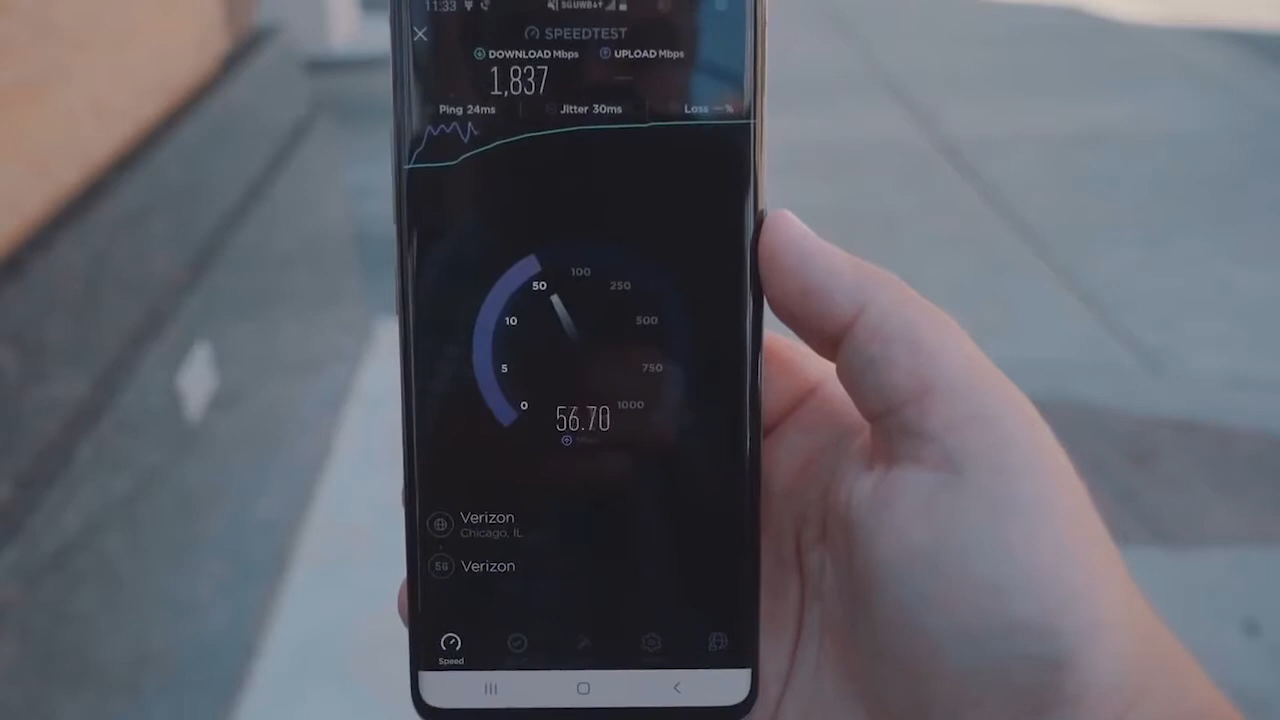 11:33 5GUWB
SPEEDTEST
DOWNLOAD Mbps UPLOAD Mbps
1,837
Ping 24ms Jitter 30ms Loss —%
100
50 250
10 500
5 750
0 1000
56.70
Verizon
Chicago, IL
5G Verizon
Speed